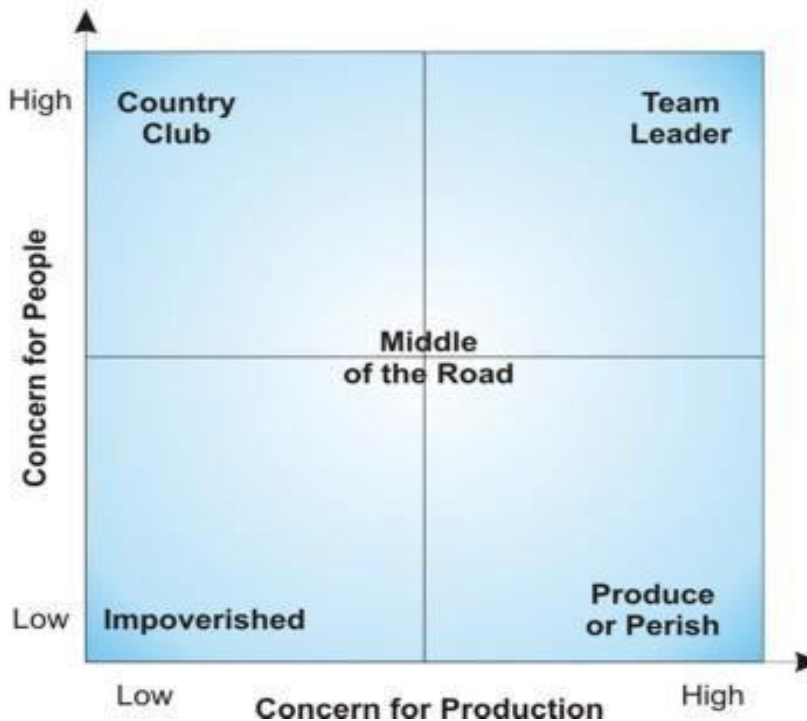 High
Country
Club
Team
Leader
Concern for People
Middle
of the Road
Low
Impoverished
Produce
or Perish
Low
Concern for Production
High